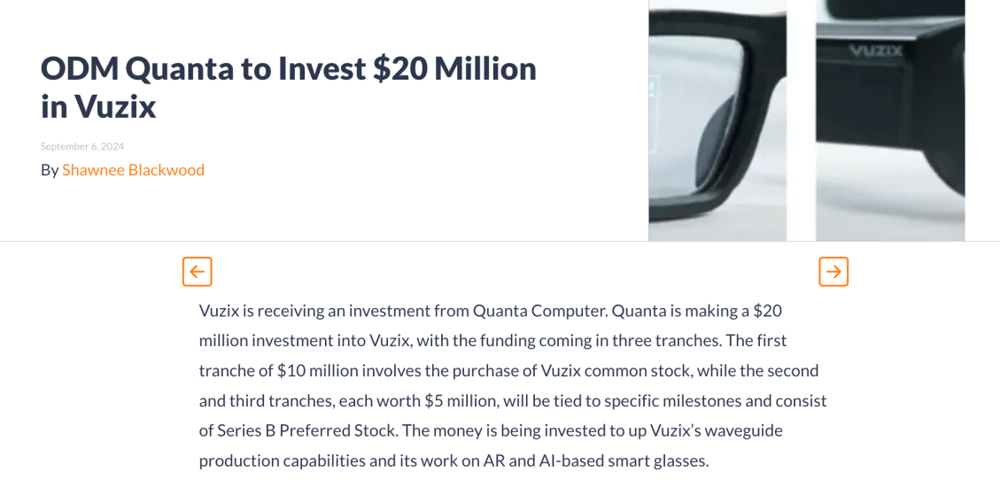 ODM Quanta to Invest $20 Million
in Vuzix
September 6, 2024
By Shawnee Blackwood
VUZIX
Vuzix is receiving an investment from Quanta Computer. Quanta is making a $20
million investment into Vuzix, with the funding coming in three tranches. The first
tranche of $10 million involves the purchase of Vuzix common stock, while the second
and third tranches, each worth $5 million, will be tied to specific milestones and consist
of Series B Preferred Stock. The money is being invested to up Vuzix’s waveguide
production capabilities and its work on AR and AI-based smart glasses.